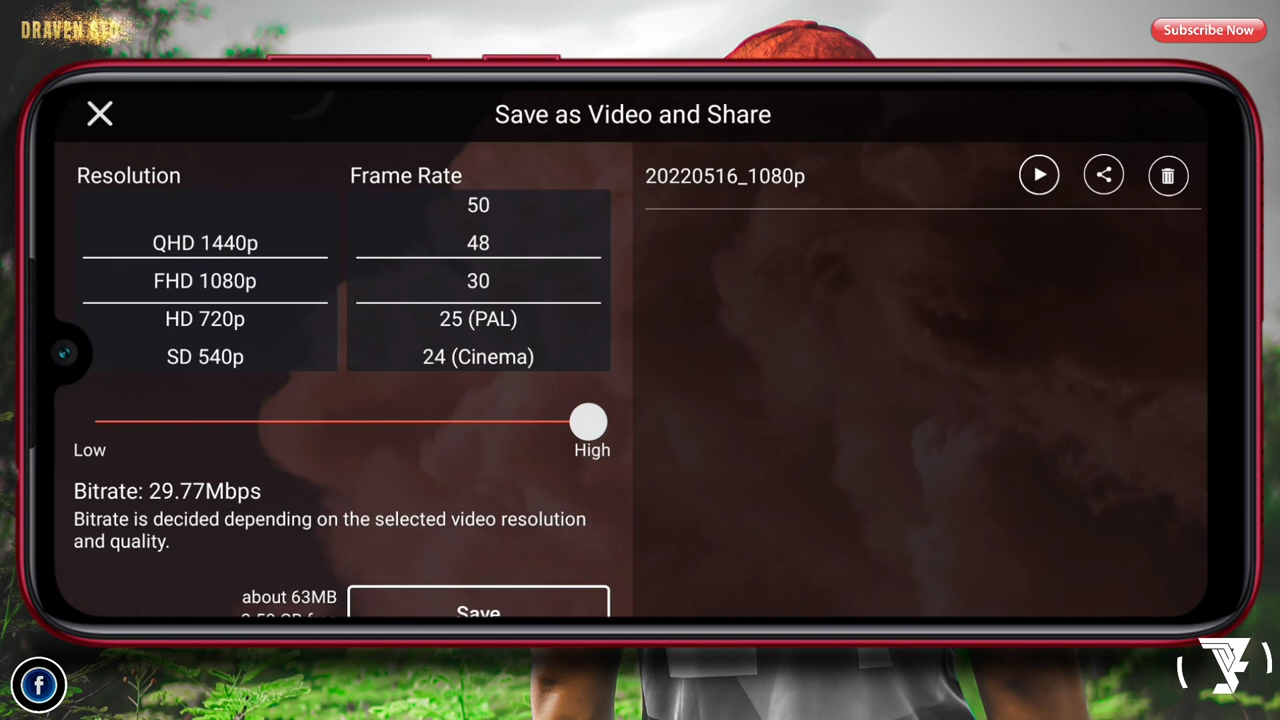 DRAVEN STD
Subscribe Now
Save as Video and Share
Resolution
Frame Rate
50
QHD 1440p
48
FHD 1080p
30
HD 720p
25 (PAL)
SD 540p
24 (Cinema)
20220516_1080p
Low
High
Bitrate: 29.77Mbps
Bitrate is decided depending on the selected video resolution
and quality.
about 63MB
Save
f